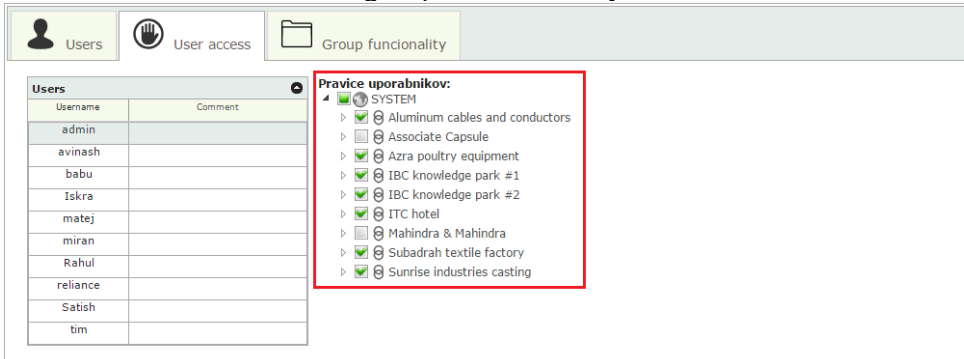 Users
User access
Group funcionality
Users
Username Comment
admin
avinash
babu
Iskra
matej
miran
Rahul
reliance
Satish
tim
Pravice uporabnikov:
SYSTEM
Aluminum cables and conductors
Associate Capsule
Azra poultry equipment
IBC knowledge park #1
IBC knowledge park #2
ITC hotel
Mahindra & Mahindra
Subadrah textile factory
Sunrise industries casting